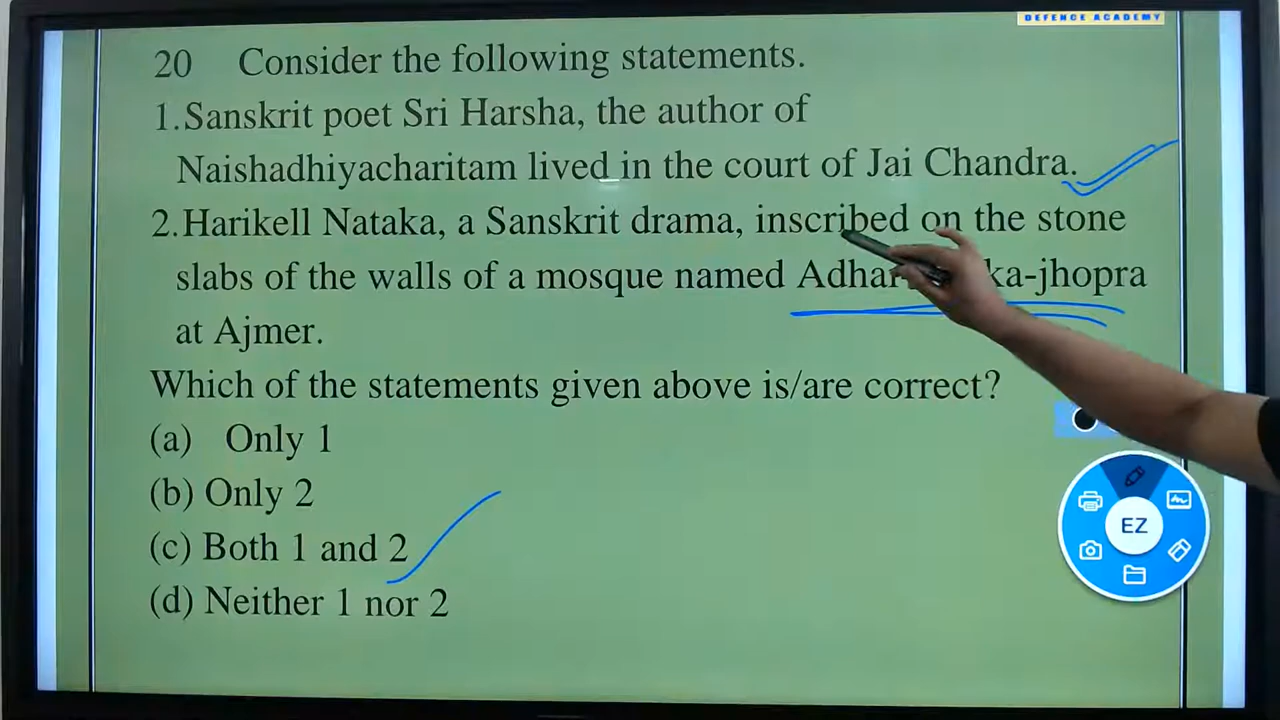 DEFENCE ACADEMY
20 Consider the following statements.
1.Sanskrit poet Sri Harsha, the author of
Naishadhiyacharitam lived in the court of Jai Chandra.
2.Harikell Nataka, a Sanskrit drama, inscribed on the stone
slabs of the walls of a mosque named ka-jhopra
at Ajmer.
Which of the statements given above is/are correct?
(a) Only 1
(b) Only 2
(c) Both 1 and 2
(d) Neither 1 nor 2
EZ